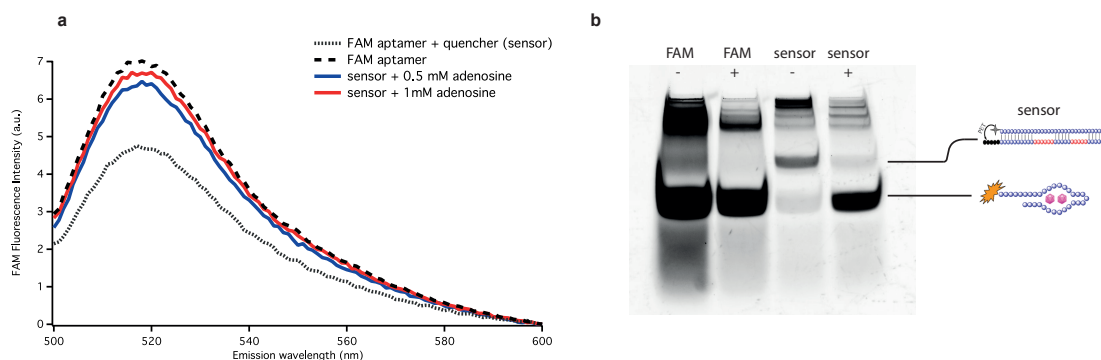 a
FAM aptamer + quencher (sensor)
FAM aptamer
sensor + 0.5 mM adenosine
sensor + 1mM adenosine
FAM Fluorescence Intensity (a.u.)
7
6
5
4
3
2
1
0
500
520
540
560
580
600
Emission wavelength (nm)
b
FAM FAM sensor sensor
- + - +
sensor